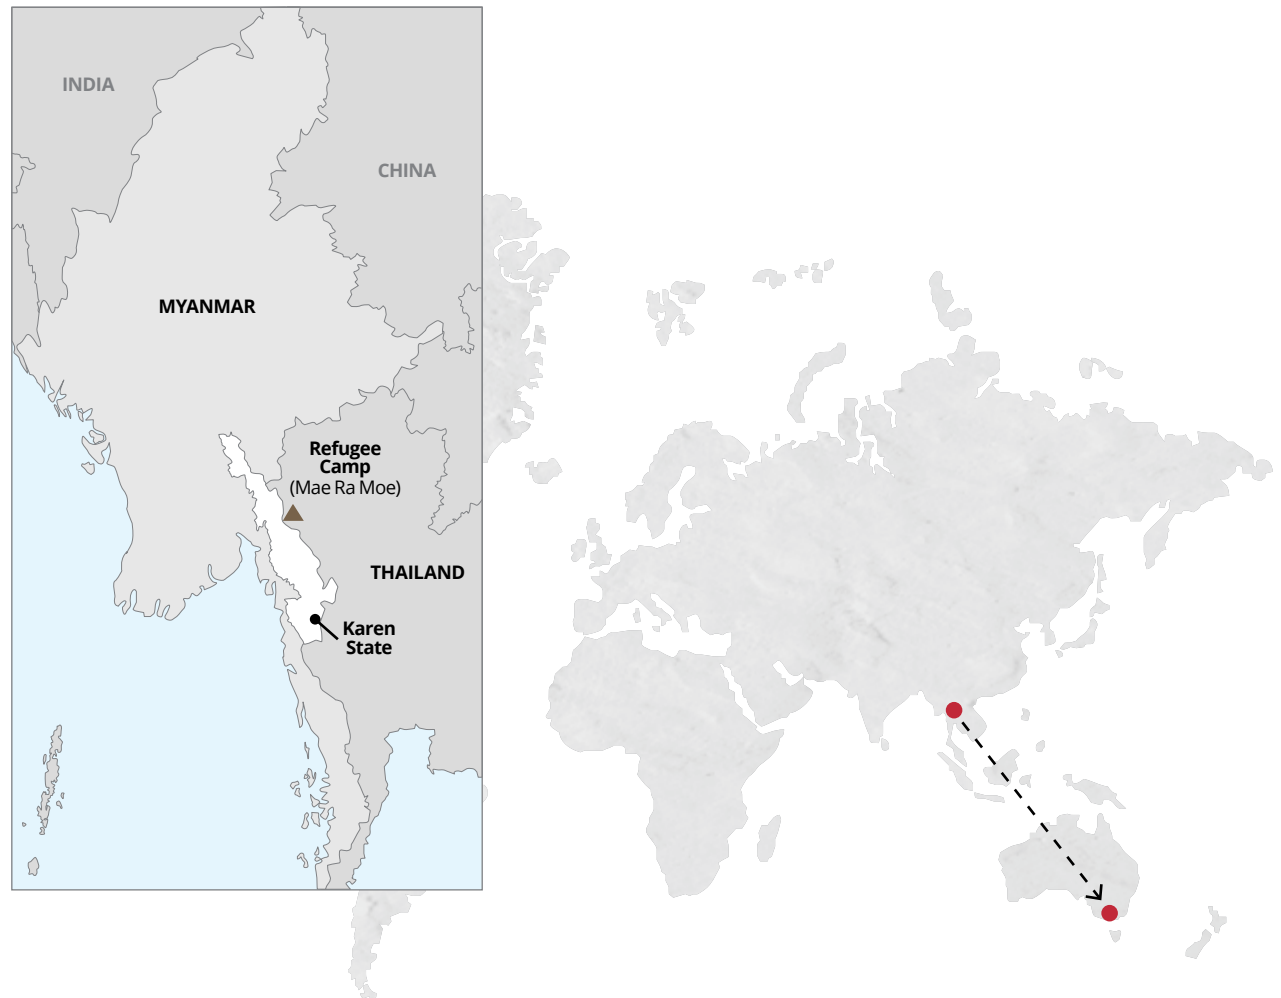 INDIA
CHINA
MYANMAR
Refugee
Camp
(Mae Ra Moe)
THAILAND
Karen
State